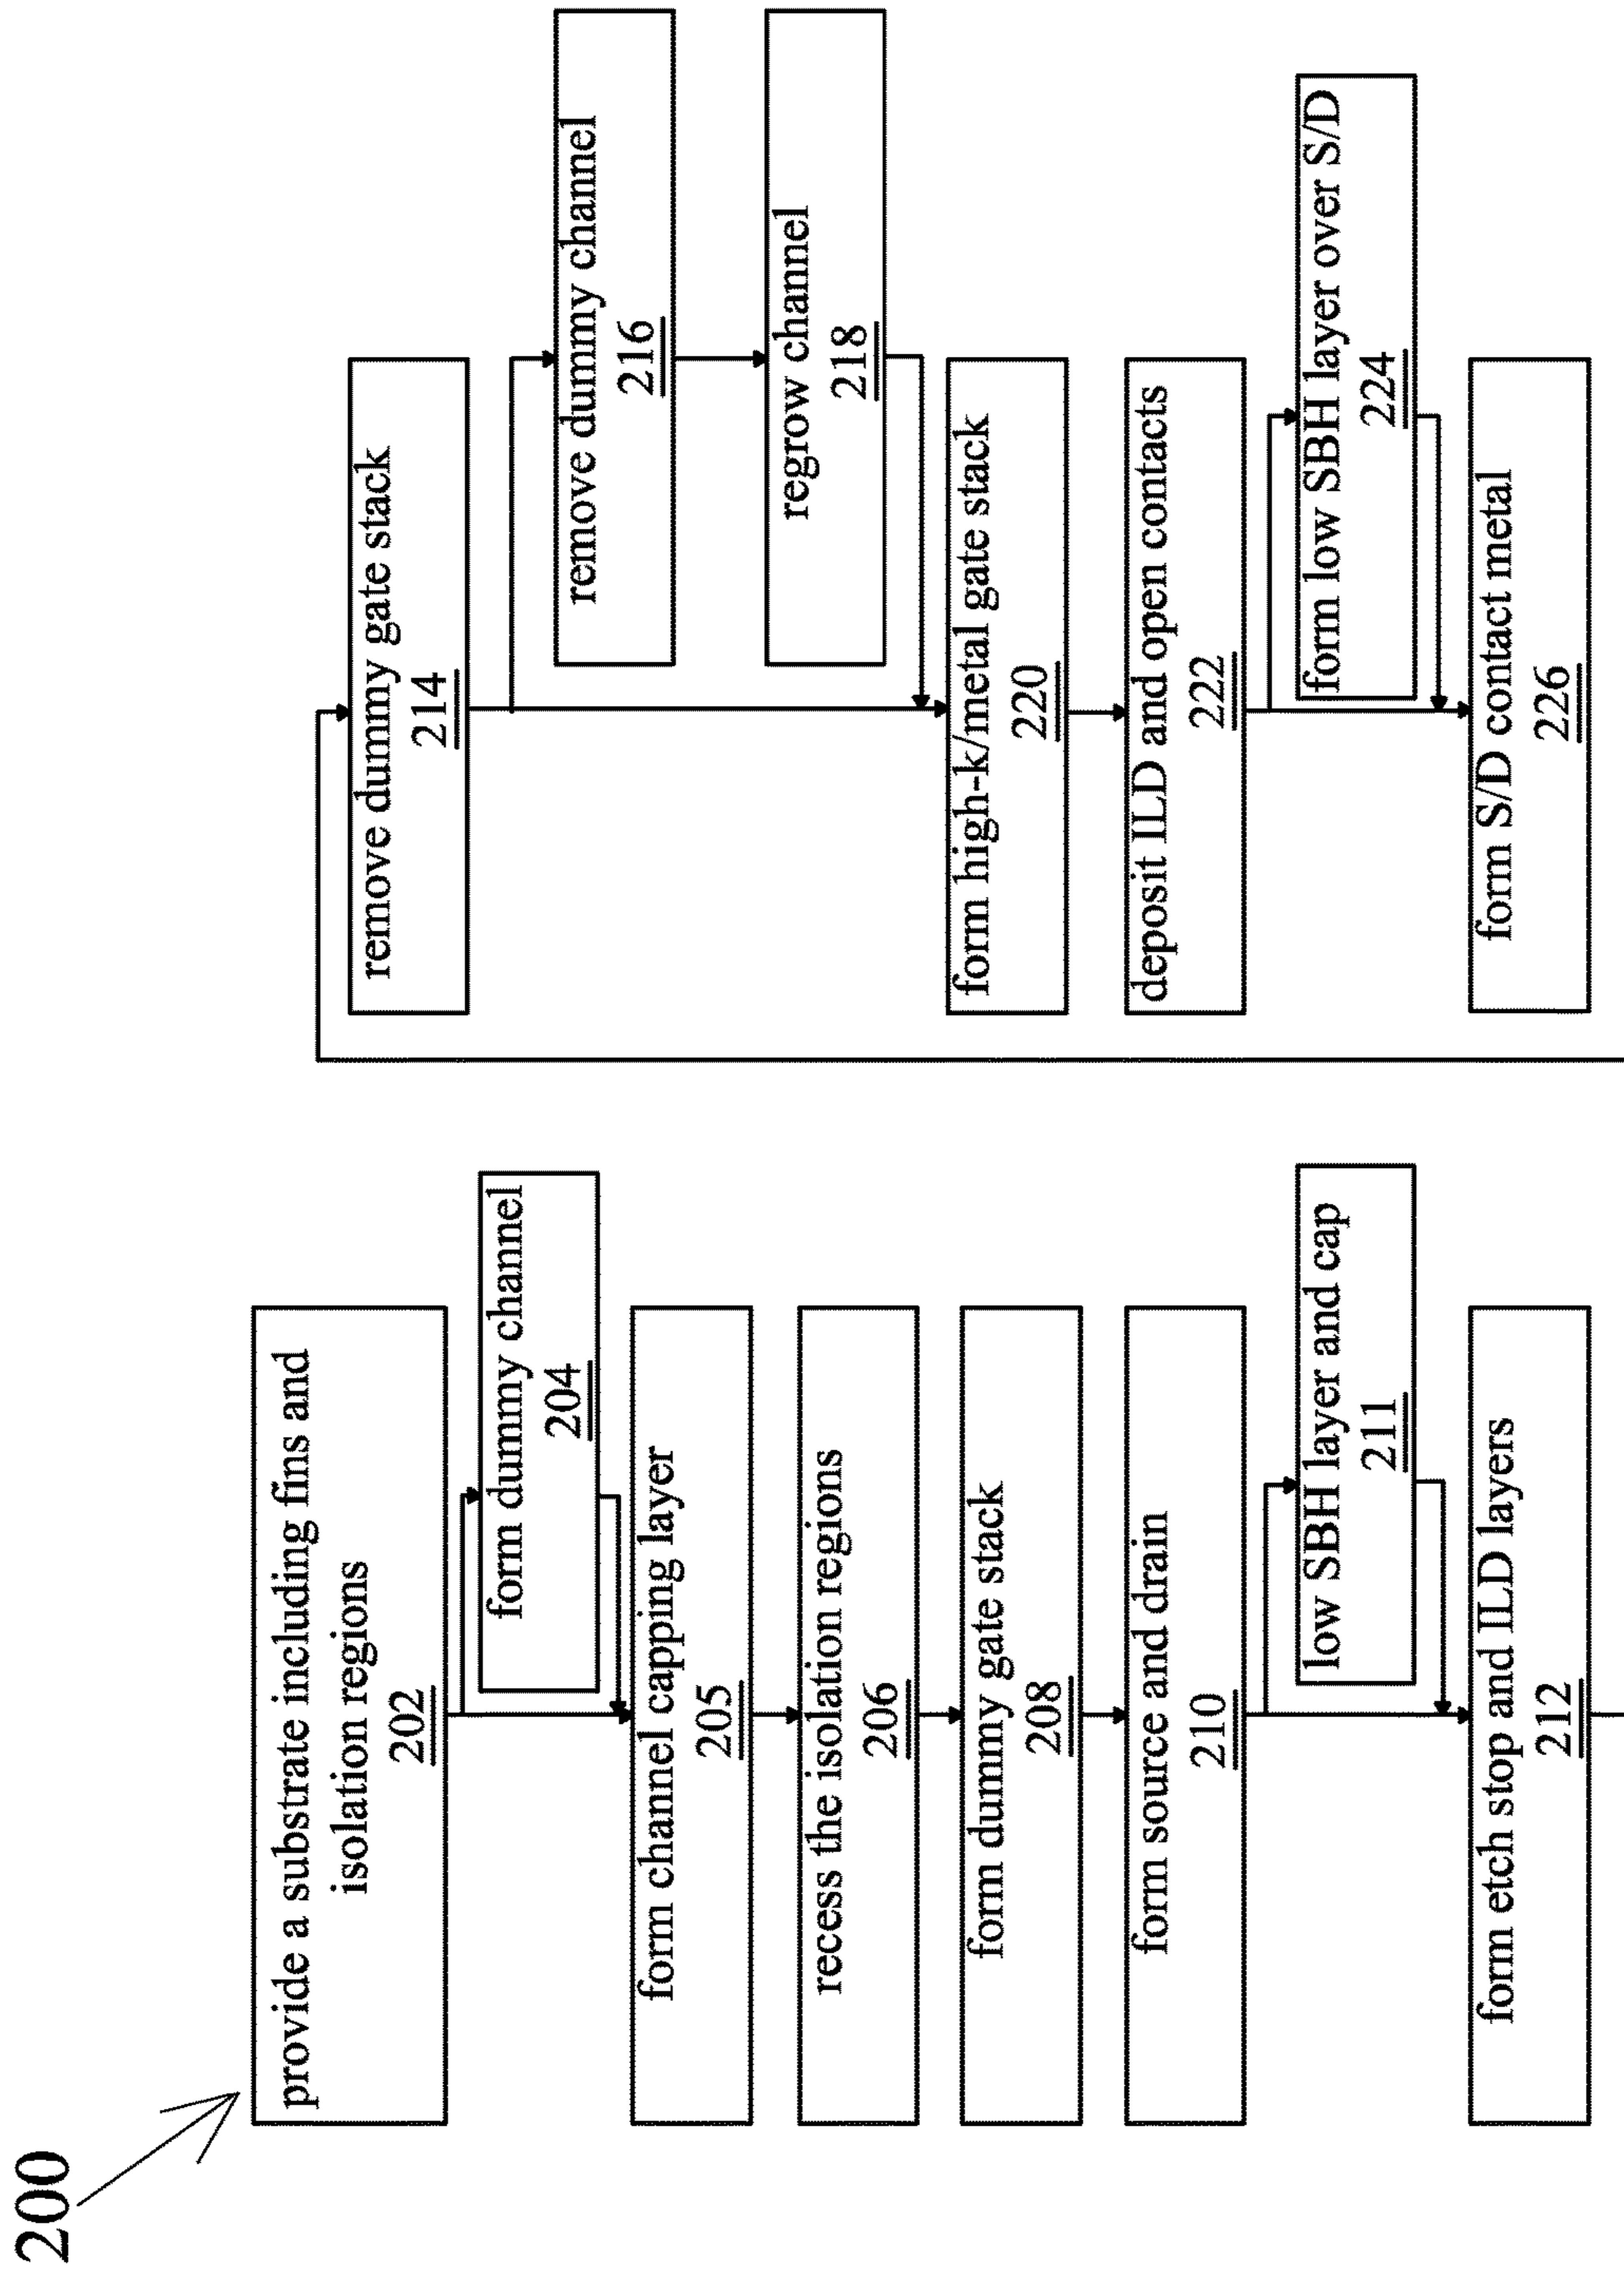 200
provide a substrate including fins and
isolation regions
202
form dummy channel
204
form channel capping layer
205
recess the isolation regions
206
form dummy gate stack
208
form source and drain
210
low SBH layer and cap
211
form etch stop and ILD layers
212
remove dummy gate stack
214
remove dummy channel
216
regrow channel
218
form high-k/metal gate stack
220
deposit ILD and open contacts
222
form low SBH layer over S/D
224
form S/D contact metal
226